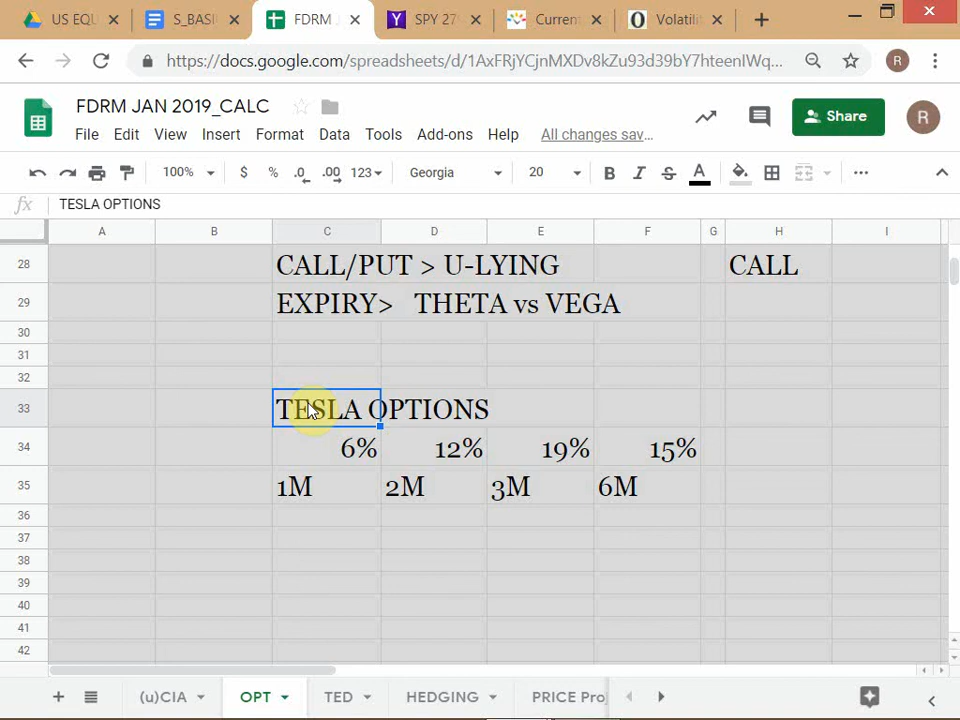 US EQU
S_BASI
FDRM J
SPY 27
Curren
Volatili
https://docs.google.com/spreadsheets/d/1AxFRjYCjnMXDv8kZu93d39bY7hteenIWq...
R
FDRM JAN 2019_CALC
File Edit View Insert Format Data Tools Add-ons Help All changes sav...
Share
R
100% $ % .0 .00 123 Georgia 20 B I S A ...
fx TESLA OPTIONS
A B C D E F G H I
28 CALL/PUT > U-LYING CALL
29 EXPIRY> THETA vs VEGA
30
31
32
33 TESLA OPTIONS
34 6% 12% 19% 15%
35 1M 2M 3M 6M
36
37
38
39
40
41
42
+ (u)CIA OPT TED HEDGING PRICE Proj